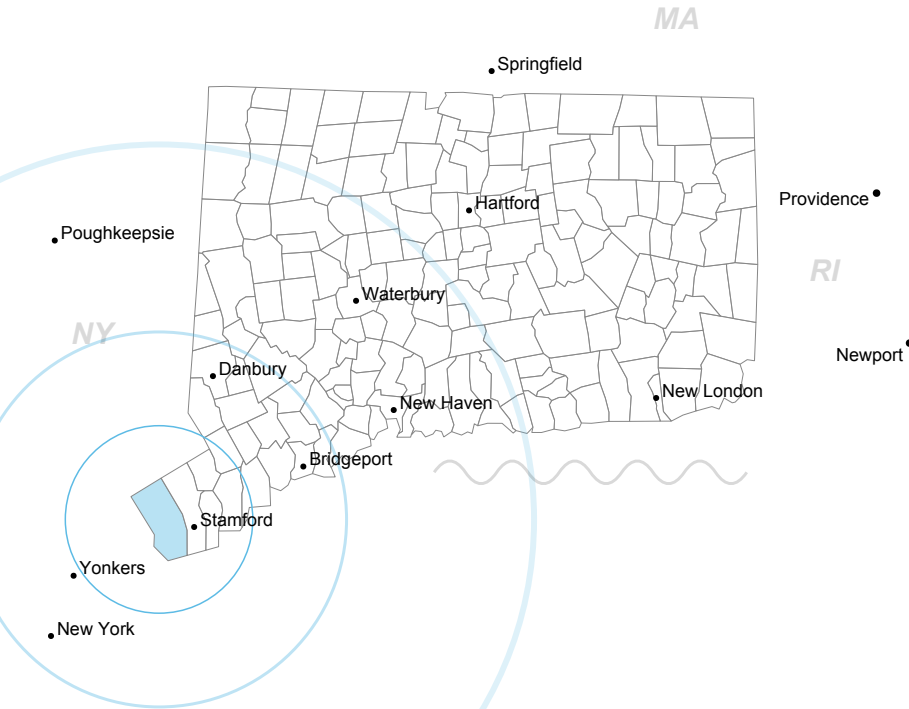 MA
Springfield
Providence
Hartford
Poughkeepsie
RI
Waterbury
NY
Newport
Danbury
New London
New Haven
Bridgeport
Stamford
Yonkers
New York